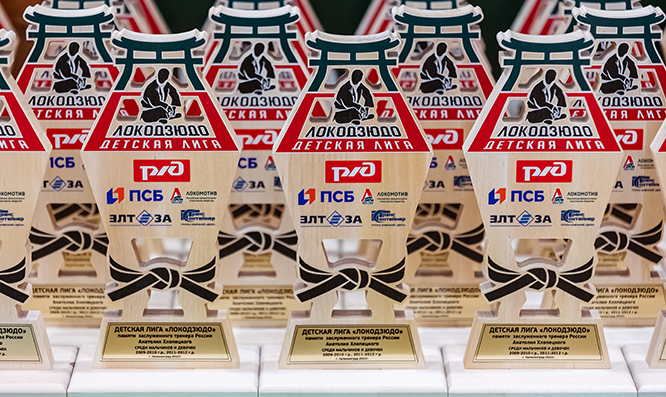 ЛОКОДЗЮДО
ДЕТСКАЯ ЛИГА
РЖД
ПСБ
ЛОКОМОТИВ
ЭЛТЕЗА
ДЕТСКАЯ ЛИГА «ЛОКОДЗЮДО»
памяти заслуженного тренера России
Анатолия Хлопецкого
СРЕДИ МАЛЬЧИКОВ И ДЕВОЧЕК
2009-2010 г.р., 2011-2012 г.р.